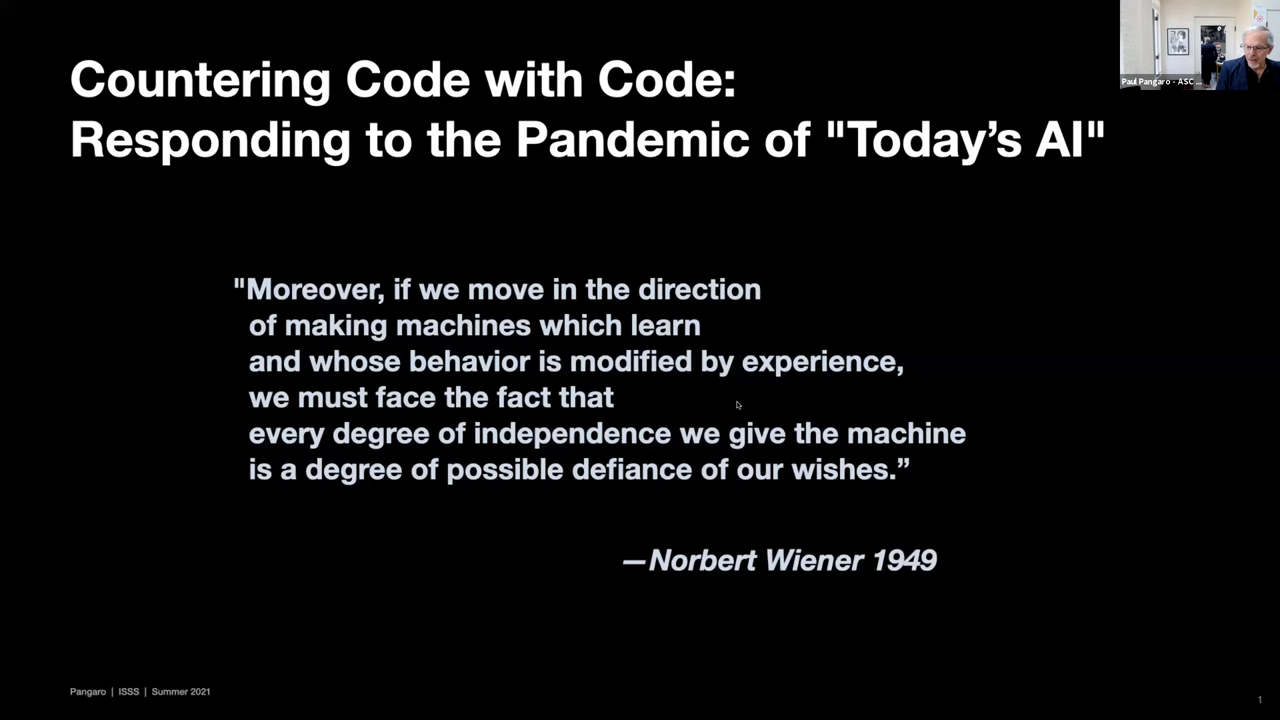 Countering Code with Code:
Responding to the Pandemic of "Today’s AI"
Paul Pangaro - ASC ...
"Moreover, if we move in the direction
of making machines which learn
and whose behavior is modified by experience,
we must face the fact that
every degree of independence we give the machine
is a degree of possible defiance of our wishes.”
—Norbert Wiener 1949
Pangaro | ISSS | Summer 2021
1